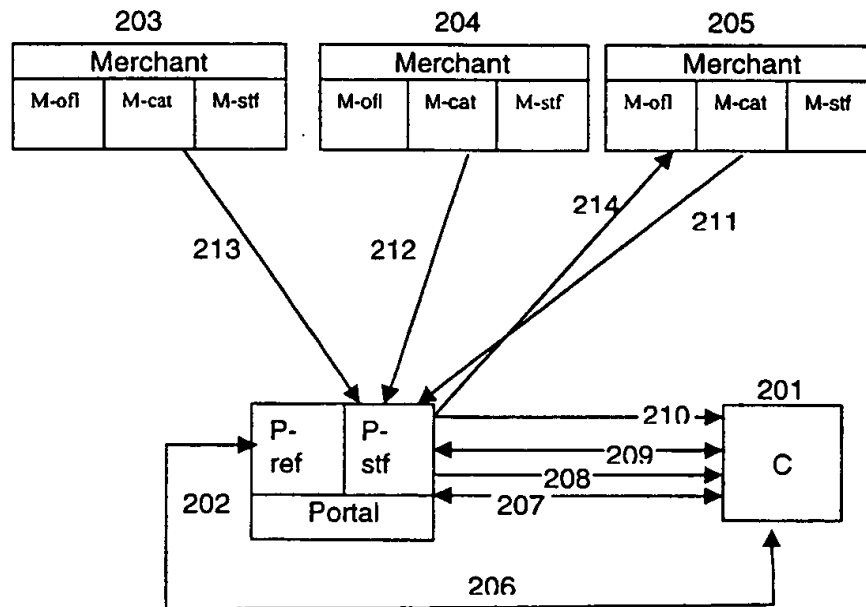 203 204 205
Merchant Merchant Merchant
M-ofl M-cat M-stf M-ofl M-cat M-stf M-ofl M-cat M-stf
213 212 214 211
201
P-ref P-stf
Portal
210
209
208
207
C
202
206